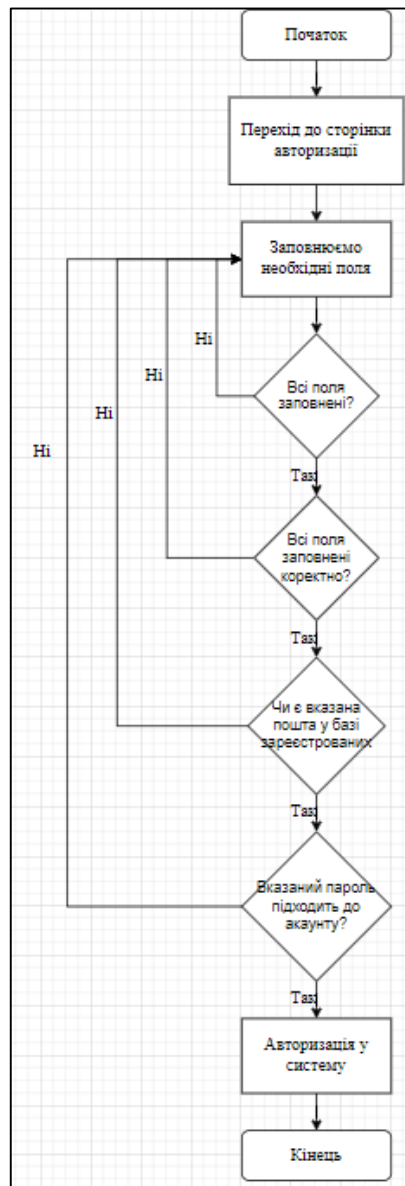 Початок
Перехід до сторінки
авторизації
Заповнюємо
необхідні поля
Ні
Всі поля
заповнені?
Ні
Ні
Ні
Так
Всі поля
заповнені
коректно?
Так
Чи є вказана
пошта у базі
зареєстрованих
Так
Вказаний пароль
підходить до
акаунту?
Так
Авторизація у
систему
Кінець